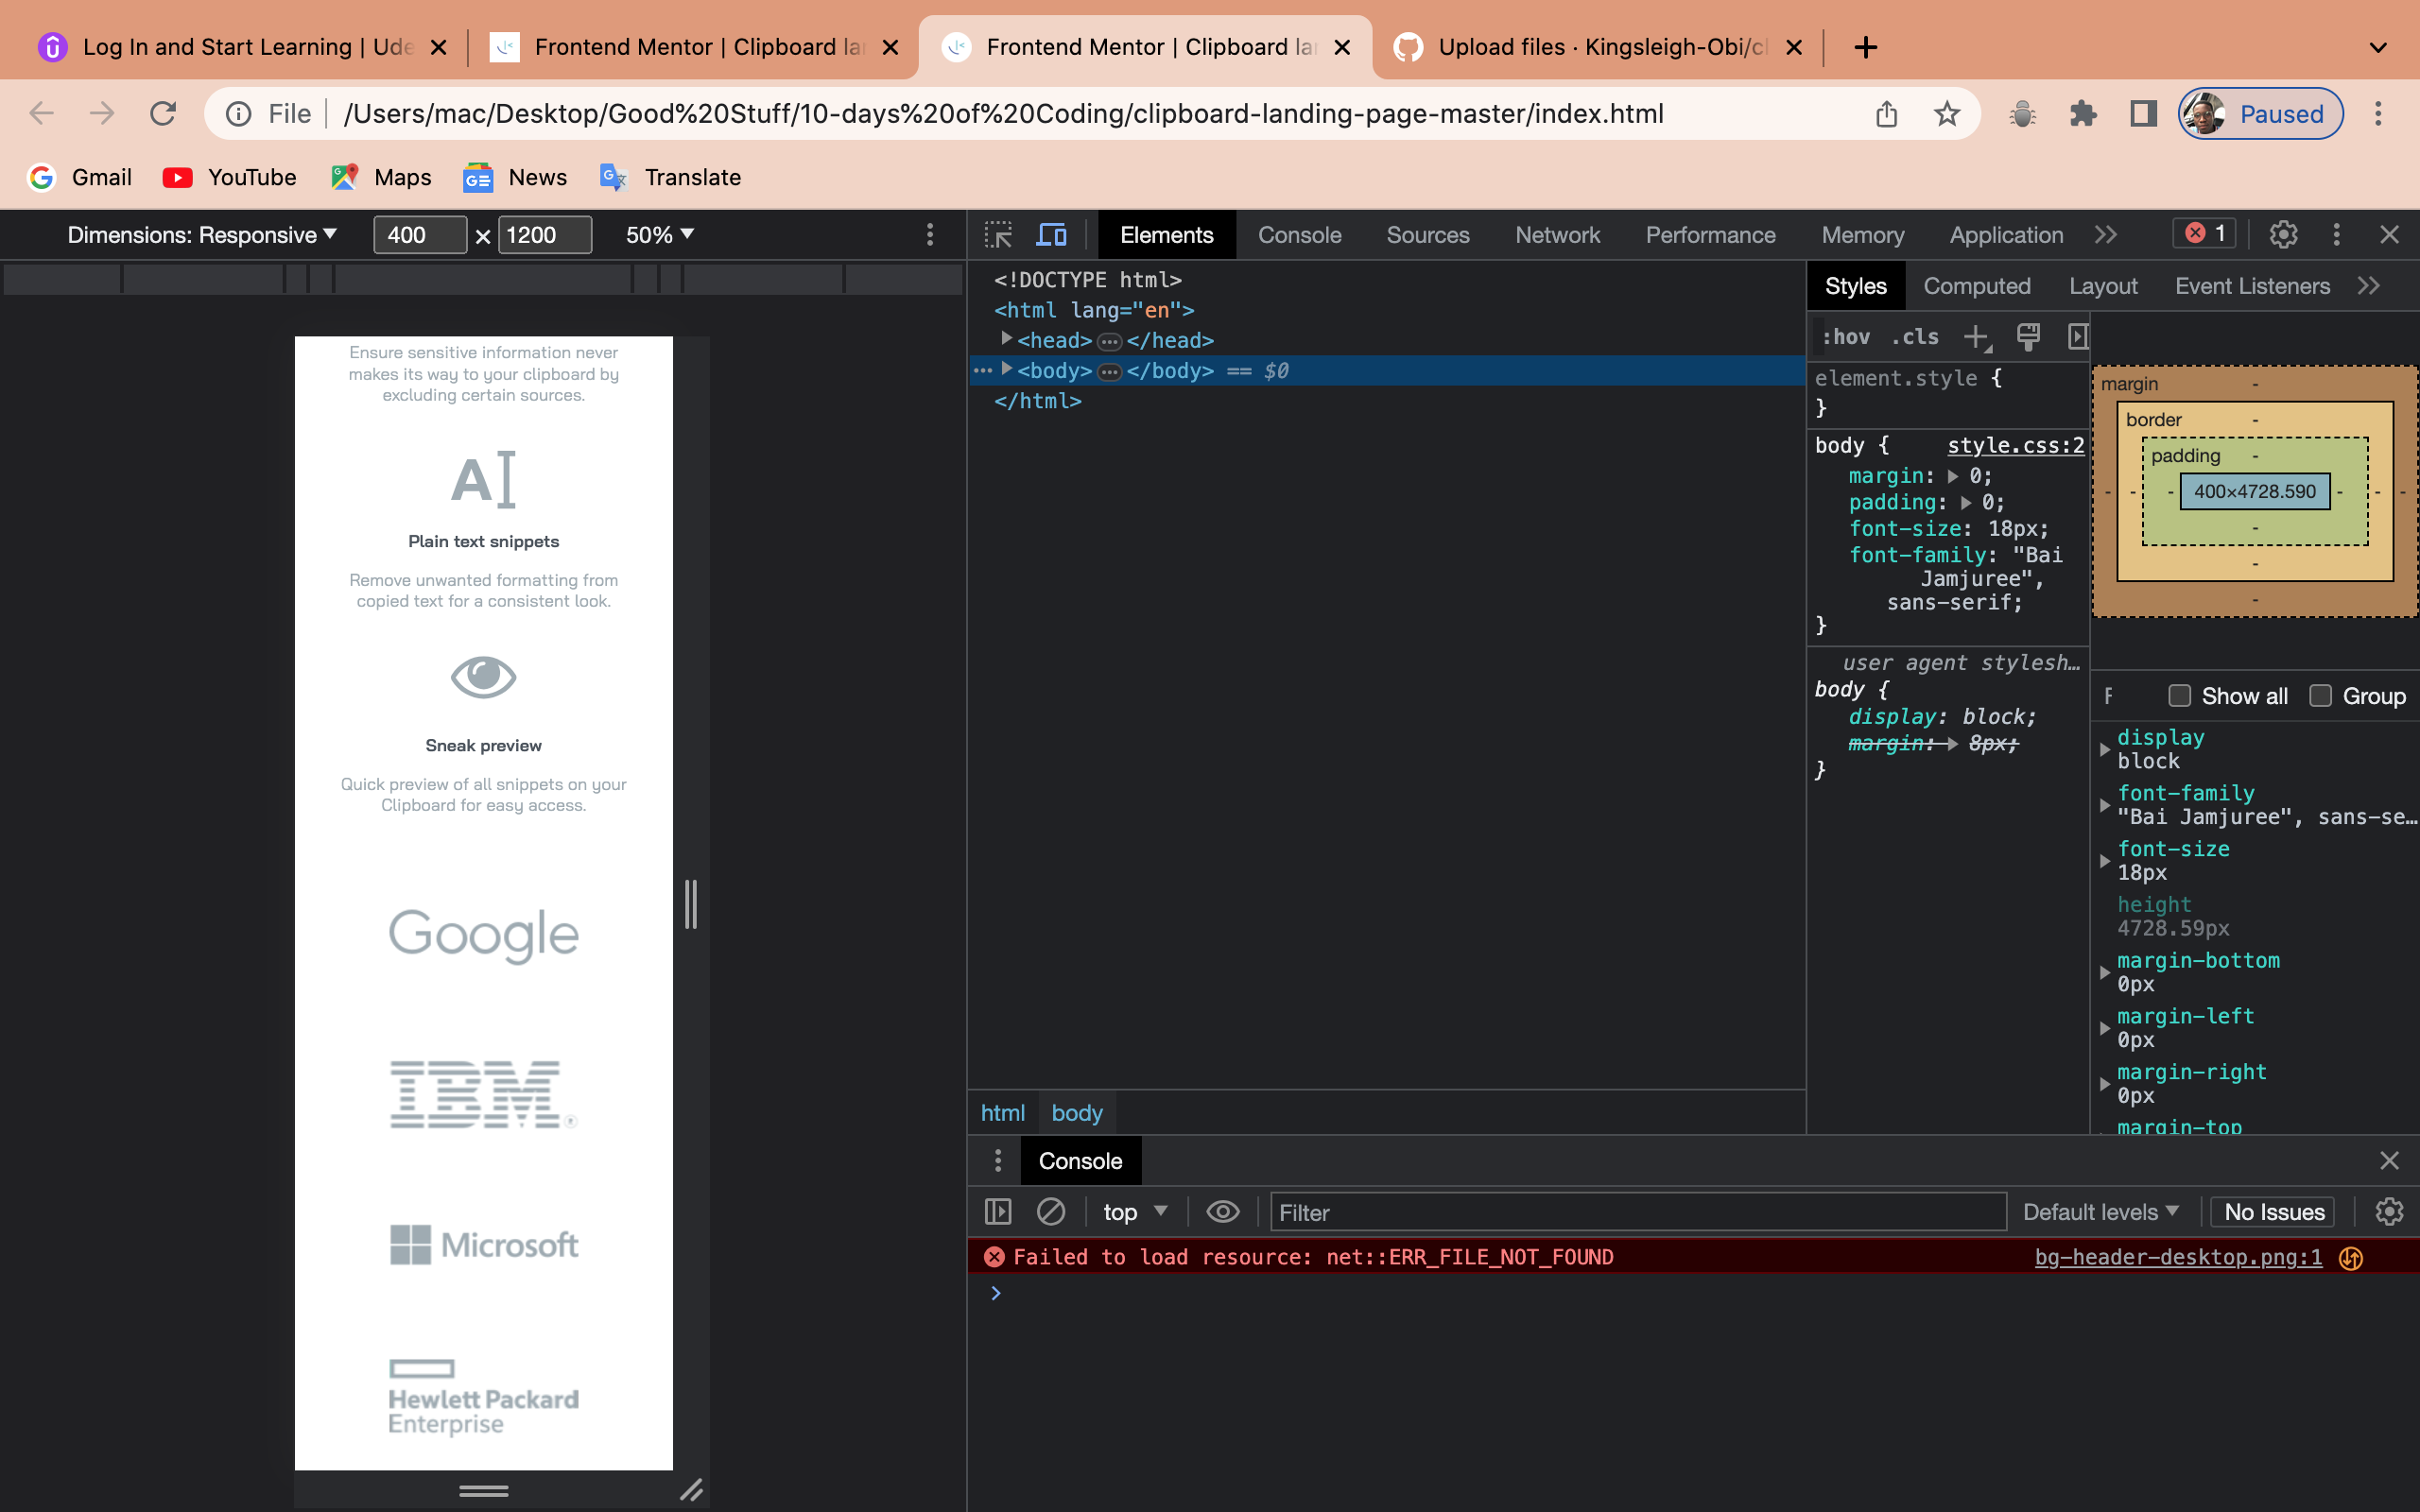 Log In and Start Learning | Ude
Frontend Mentor | Clipboard la
Frontend Mentor | Clipboard la
Upload files · Kingsleigh-Obi/cl
File
/Users/mac/Desktop/Good%20Stuff/10-days%20of%20Coding/clipboard-landing-page-master/index.html
Paused
Gmail
YouTube
Maps
News
Translate
Dimensions: Responsive
400 × 1200
50%
Elements
Console
Sources
Network
Performance
Memory
Application
1
Ensure sensitive information never
makes its way to your clipboard by
excluding certain sources.
Plain text snippets
Remove unwanted formatting from
copied text for a consistent look.
Sneak preview
Quick preview of all snippets on your
Clipboard for easy access.
Google
IBM
Microsoft
Hewlett Packard
Enterprise
<!DOCTYPE html>
<html lang="en">
<head>…</head>
… <body>…</body> == $0
</html>
html
body
Styles
Computed
Layout
Event Listeners
:hov .cls
element.style {
}
body { style.css:2
margin: 0;
padding: 0;
font-size: 18px;
font-family: "Bai
Jamjuree",
sans-serif;
}
user agent stylesh…
body {
display: block;
margin: 8px;
}
margin -
border -
padding -
- - - 400×4728.590 - - -
-
-
-
F
Show all
Group
display
block
font-family
"Bai Jamjuree", sans-se…
font-size
18px
height
4728.59px
margin-bottom
0px
margin-left
0px
margin-right
0px
margin-top
Console
top
Filter
Default levels
No Issues
Failed to load resource: net::ERR_FILE_NOT_FOUND
bg-header-desktop.png:1